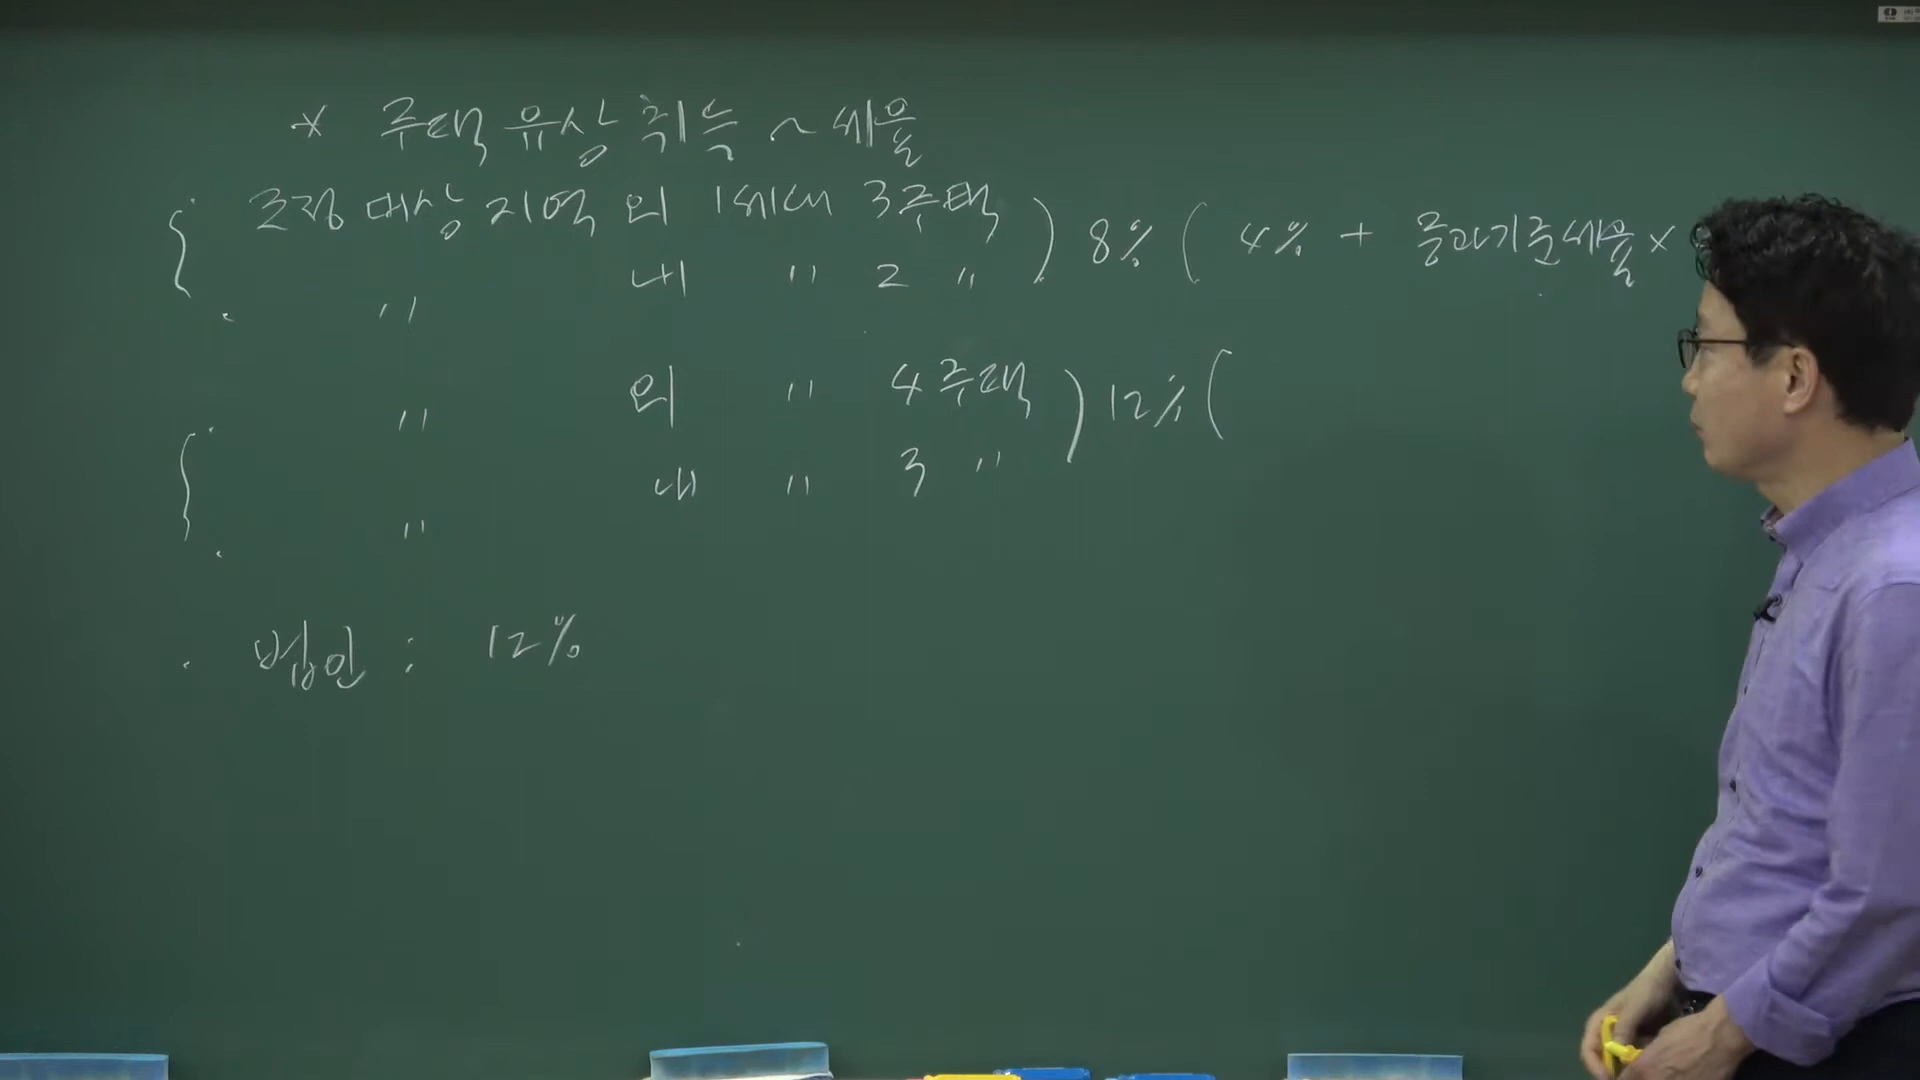 * 주택 유상 취득 ~ 세율
조정 대상 지역 외 1세대 3주택 ) 8% ( 4% + 중과기준세율 ×
" 내 " 2 "
" 외 " 4주택 ) 12% (
" 내 " 3 "
· 법인 : 12%